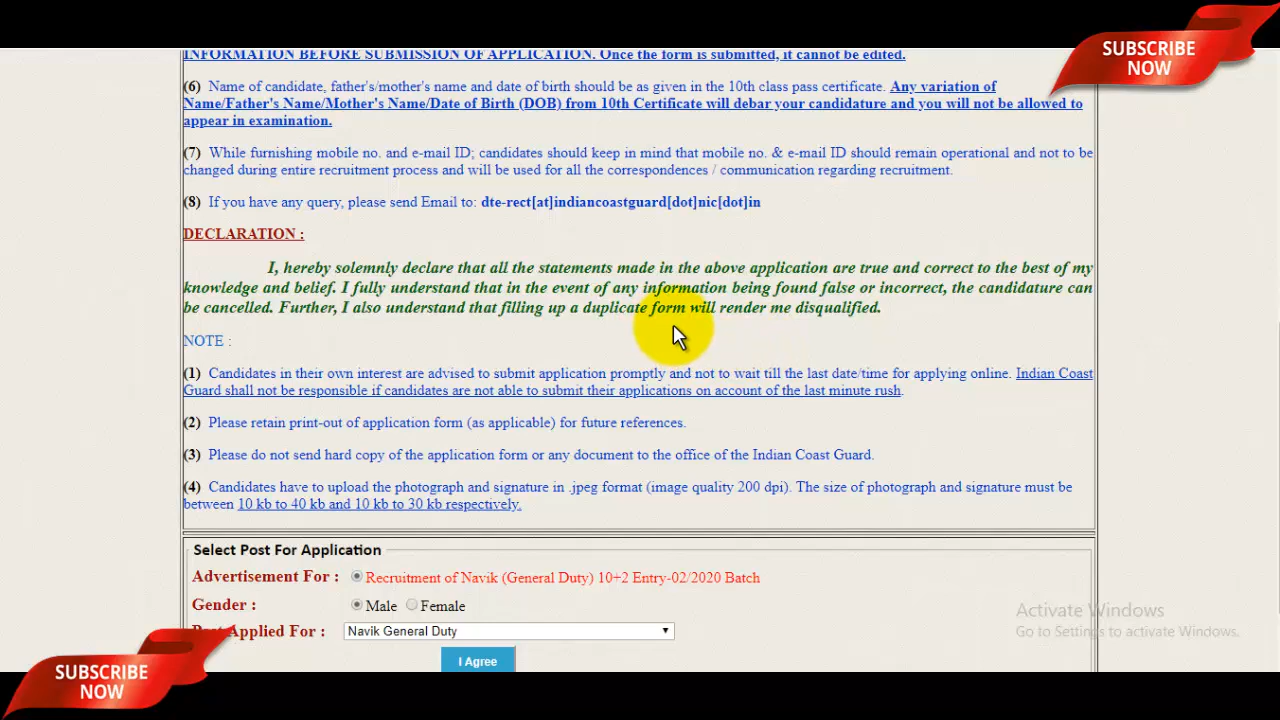 SUBSCRIBE
NOW
INFORMATION BEFORE SUBMISSION OF APPLICATION. Once the form is submitted, it cannot be edited.
(6) Name of candidate, father's/mother's name and date of birth should be as given in the 10th class pass certificate. Any variation of
Name/Father's Name/Mother's Name/Date of Birth (DOB) from 10th Certificate will debar your candidature and you will not be allowed to
appear in examination.
(7) While furnishing mobile no. and e-mail ID; candidates should keep in mind that mobile no. & e-mail ID should remain operational and not to be
changed during entire recruitment process and will be used for all the correspondences / communication regarding recruitment.
(8) If you have any query, please send Email to: dte-rect[at]indiancoastguard[dot]nic[dot]in
DECLARATION :
I, hereby solemnly declare that all the statements made in the above application are true and correct to the best of my
knowledge and belief. I fully understand that in the event of any information being found false or incorrect, the candidature can
be cancelled. Further, I also understand that filling up a duplicate form will render me disqualified.
NOTE :
(1) Candidates in their own interest are advised to submit application promptly and not to wait till the last date/time for applying online. Indian Coast
Guard shall not be responsible if candidates are not able to submit their applications on account of the last minute rush.
(2) Please retain print-out of application form (as applicable) for future references.
(3) Please do not send hard copy of the application form or any document to the office of the Indian Coast Guard.
(4) Candidates have to upload the photograph and signature in .jpeg format (image quality 200 dpi). The size of photograph and signature must be
between 10 kb to 40 kb and 10 kb to 30 kb respectively.
Select Post For Application
Advertisement For : Recruitment of Navik (General Duty) 10+2 Entry-02/2020 Batch
Gender : Male Female
Applied For : Navik General Duty
I Agree
Activate Windows
Go to Settings to activate Windows.
SUBSCRIBE
NOW